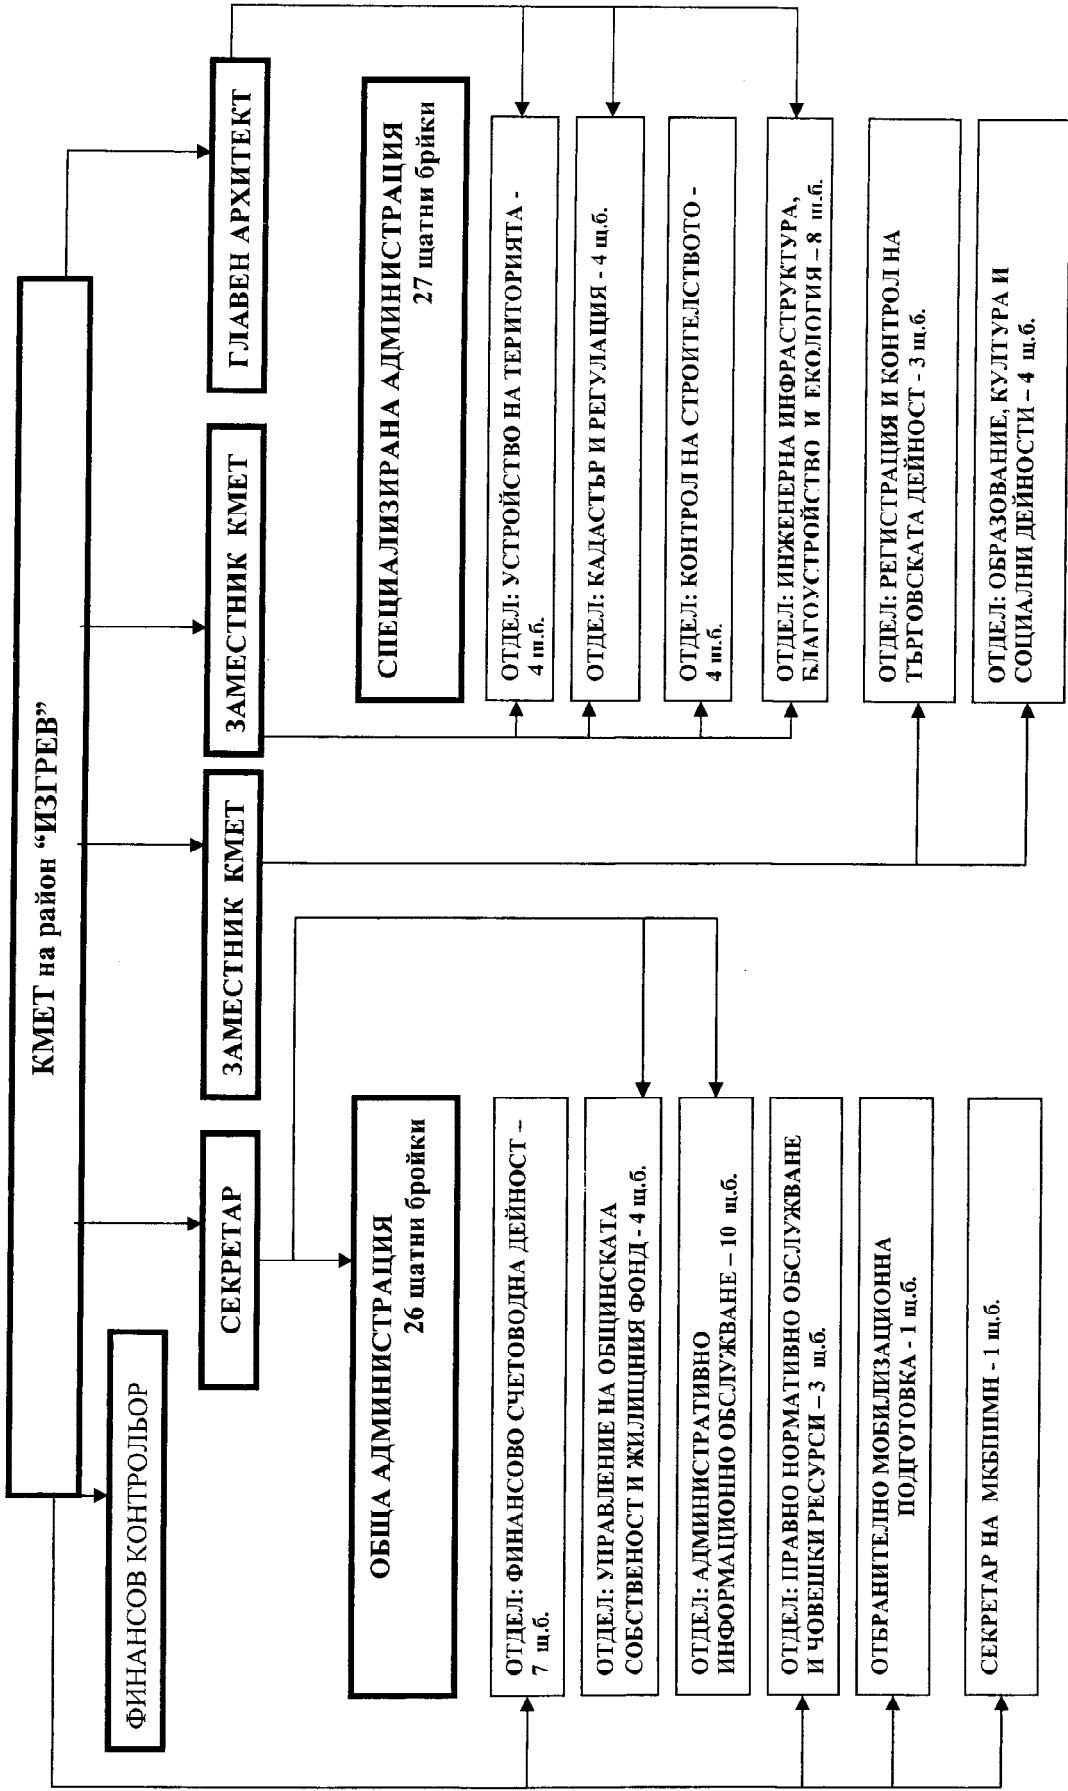 КМЕТ на район “ИЗГРЕВ”
ФИНАНСОВ КОНТРОЛЬОР
СЕКРЕТАР
ЗАМЕСТНИК КМЕТ
ЗАМЕСТНИК КМЕТ
ГЛАВЕН АРХИТЕКТ
ОБЩА АДМИНИСТРАЦИЯ
26 щатни бройки
ОТДЕЛ: ФИНАНСОВО СЧЕТОВОДНА ДЕЙНОСТ –
7 щ.б.
ОТДЕЛ: УПРАВЛЕНИЕ НА ОБЩИНСКАТА
СОБСТВЕНОСТ И ЖИЛИЩНИЯ ФОНД - 4 щ.б.
ОТДЕЛ: АДМИНИСТРАТИВНО
ИНФОРМАЦИОННО ОБСЛУЖВАНЕ – 10 щ.б.
ОТДЕЛ: ПРАВНО НОРМАТИВНО ОБСЛУЖВАНЕ
И ЧОВЕШКИ РЕСУРСИ – 3 щ.б.
ОТБРАНИТЕЛНО МОБИЛИЗАЦИОННА
ПОДГОТОВКА - 1 щ.б.
СЕКРЕТАР НА МКБППМН - 1 щ.б.
СПЕЦИАЛИЗИРАНА АДМИНИСТРАЦИЯ
27 щатни брйки
ОТДЕЛ: УСТРОЙСТВО НА ТЕРИТОРИЯТА -
4 щ.б.
ОТДЕЛ: КАДАСТЪР И РЕГУЛАЦИЯ - 4 щ.б.
ОТДЕЛ: КОНТРОЛ НА СТРОИТЕЛСТВОТО -
4 щ.б.
ОТДЕЛ: ИНЖЕНЕРНА ИНФРАСТРУКТУРА,
БЛАГОУСТРОЙСТВО И ЕКОЛОГИЯ – 8 щ.б.
ОТДЕЛ: РЕГИСТРАЦИЯ И КОНТРОЛ НА
ТЪРГОВСКАТА ДЕЙНОСТ - 3 щ.б.
ОТДЕЛ: ОБРАЗОВАНИЕ, КУЛТУРА И
СОЦИАЛНИ ДЕЙНОСТИ – 4 щ.б.